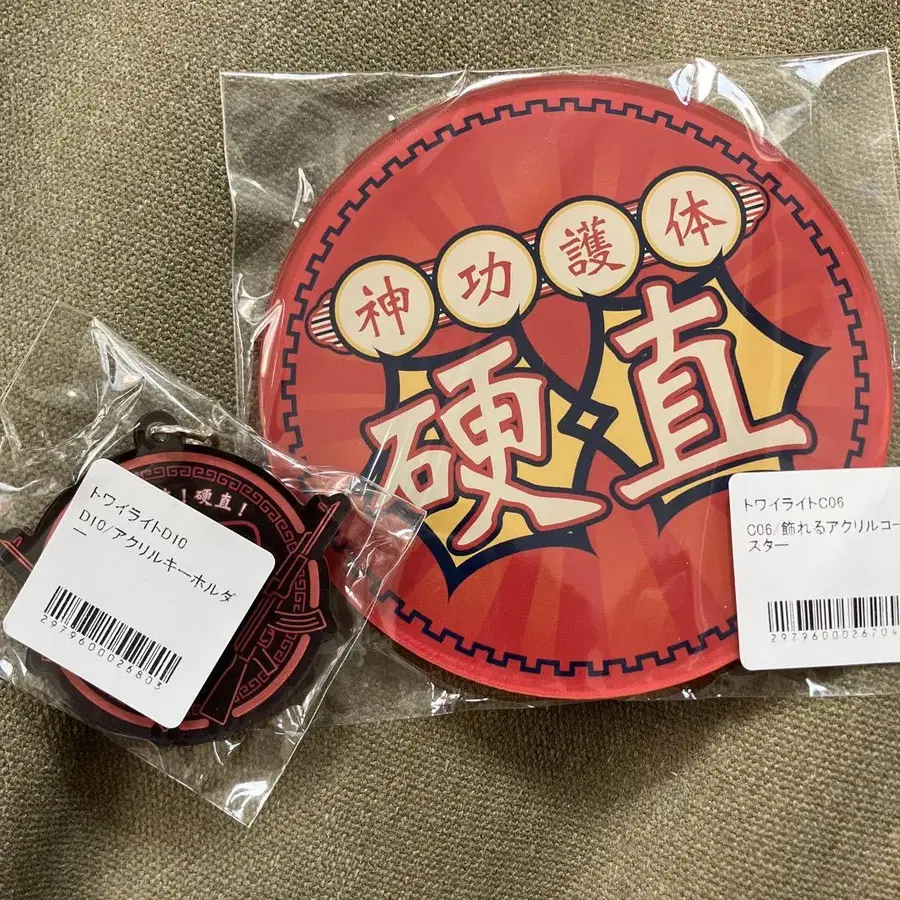 神功護体
硬直
！硬直！
トワイライトD10
D10/アクリルキーホルダ
ー
2979600026803
トワイライトC06
C06/飾れるアクリルコー
スター
2979600026704